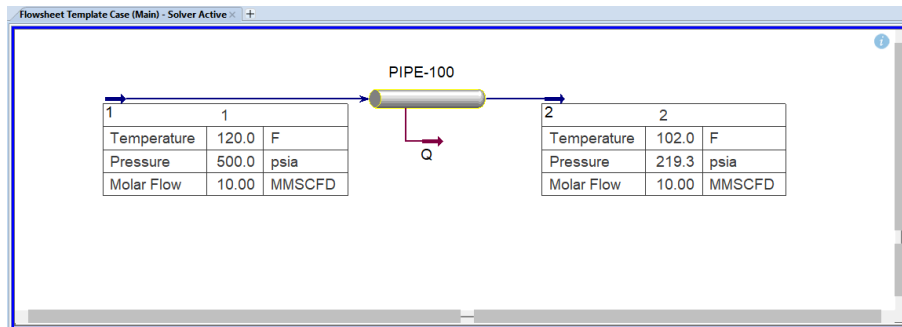 Flowsheet Template Case (Main) - Solver Active × +
i
PIPE-100
1
1
Temperature 120.0 F
Pressure 500.0 psia
Molar Flow 10.00 MMSCFD
Q
2
2
Temperature 102.0 F
Pressure 219.3 psia
Molar Flow 10.00 MMSCFD